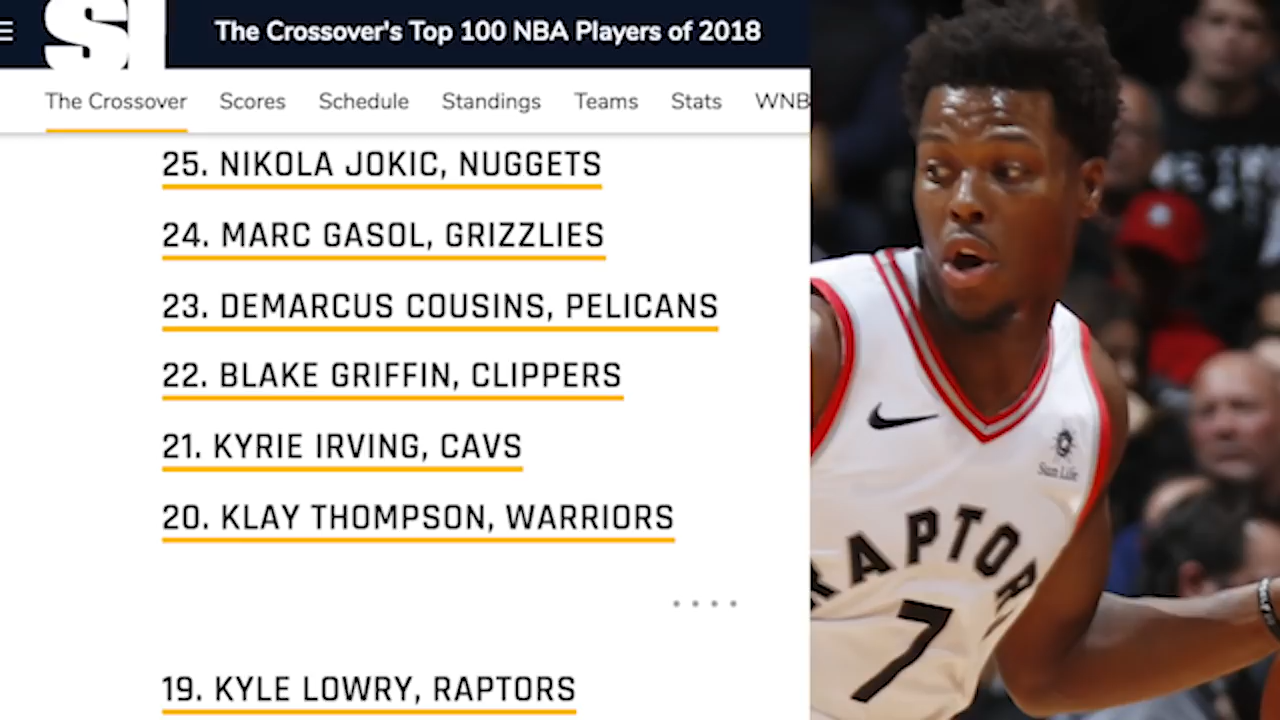 SI
The Crossover's Top 100 NBA Players of 2018
The Crossover Scores Schedule Standings Teams Stats WNB
25. NIKOLA JOKIC, NUGGETS
24. MARC GASOL, GRIZZLIES
23. DEMARCUS COUSINS, PELICANS
22. BLAKE GRIFFIN, CLIPPERS
21. KYRIE IRVING, CAVS
20. KLAY THOMPSON, WARRIORS
19. KYLE LOWRY, RAPTORS
Sun Life
RAPTOR
7